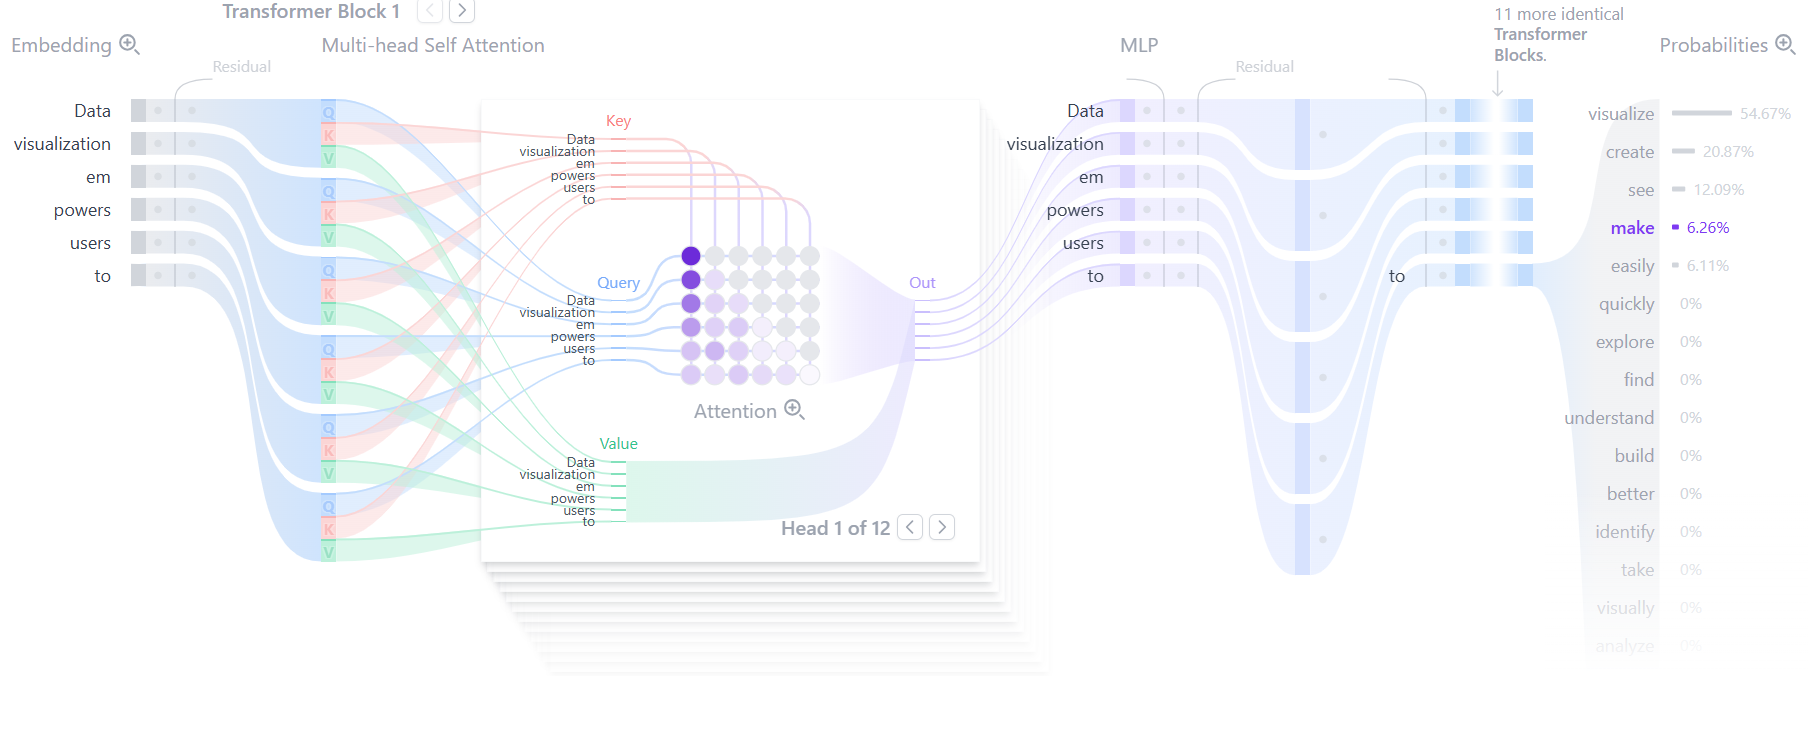 Transformer Block 1
11 more identical
Transformer
Blocks.
Embedding
Multi-head Self Attention
MLP
Probabilities
Residual
Residual
Data
visualization
em
powers
users
to
Q
K
V
Q
K
V
Q
K
V
Q
K
V
Q
K
V
Q
K
V
Key
Data
visualization
em
powers
users
to
Query
Data
visualization
em
powers
users
to
Out
Attention
Value
Data
visualization
em
powers
users
to
Head 1 of 12
Data
visualization
em
powers
users
to
to
visualize 54.67%
create 20.87%
see 12.09%
make 6.26%
easily 6.11%
quickly 0%
explore 0%
find 0%
understand 0%
build 0%
better 0%
identify 0%
take 0%
visually 0%
analyze 0%